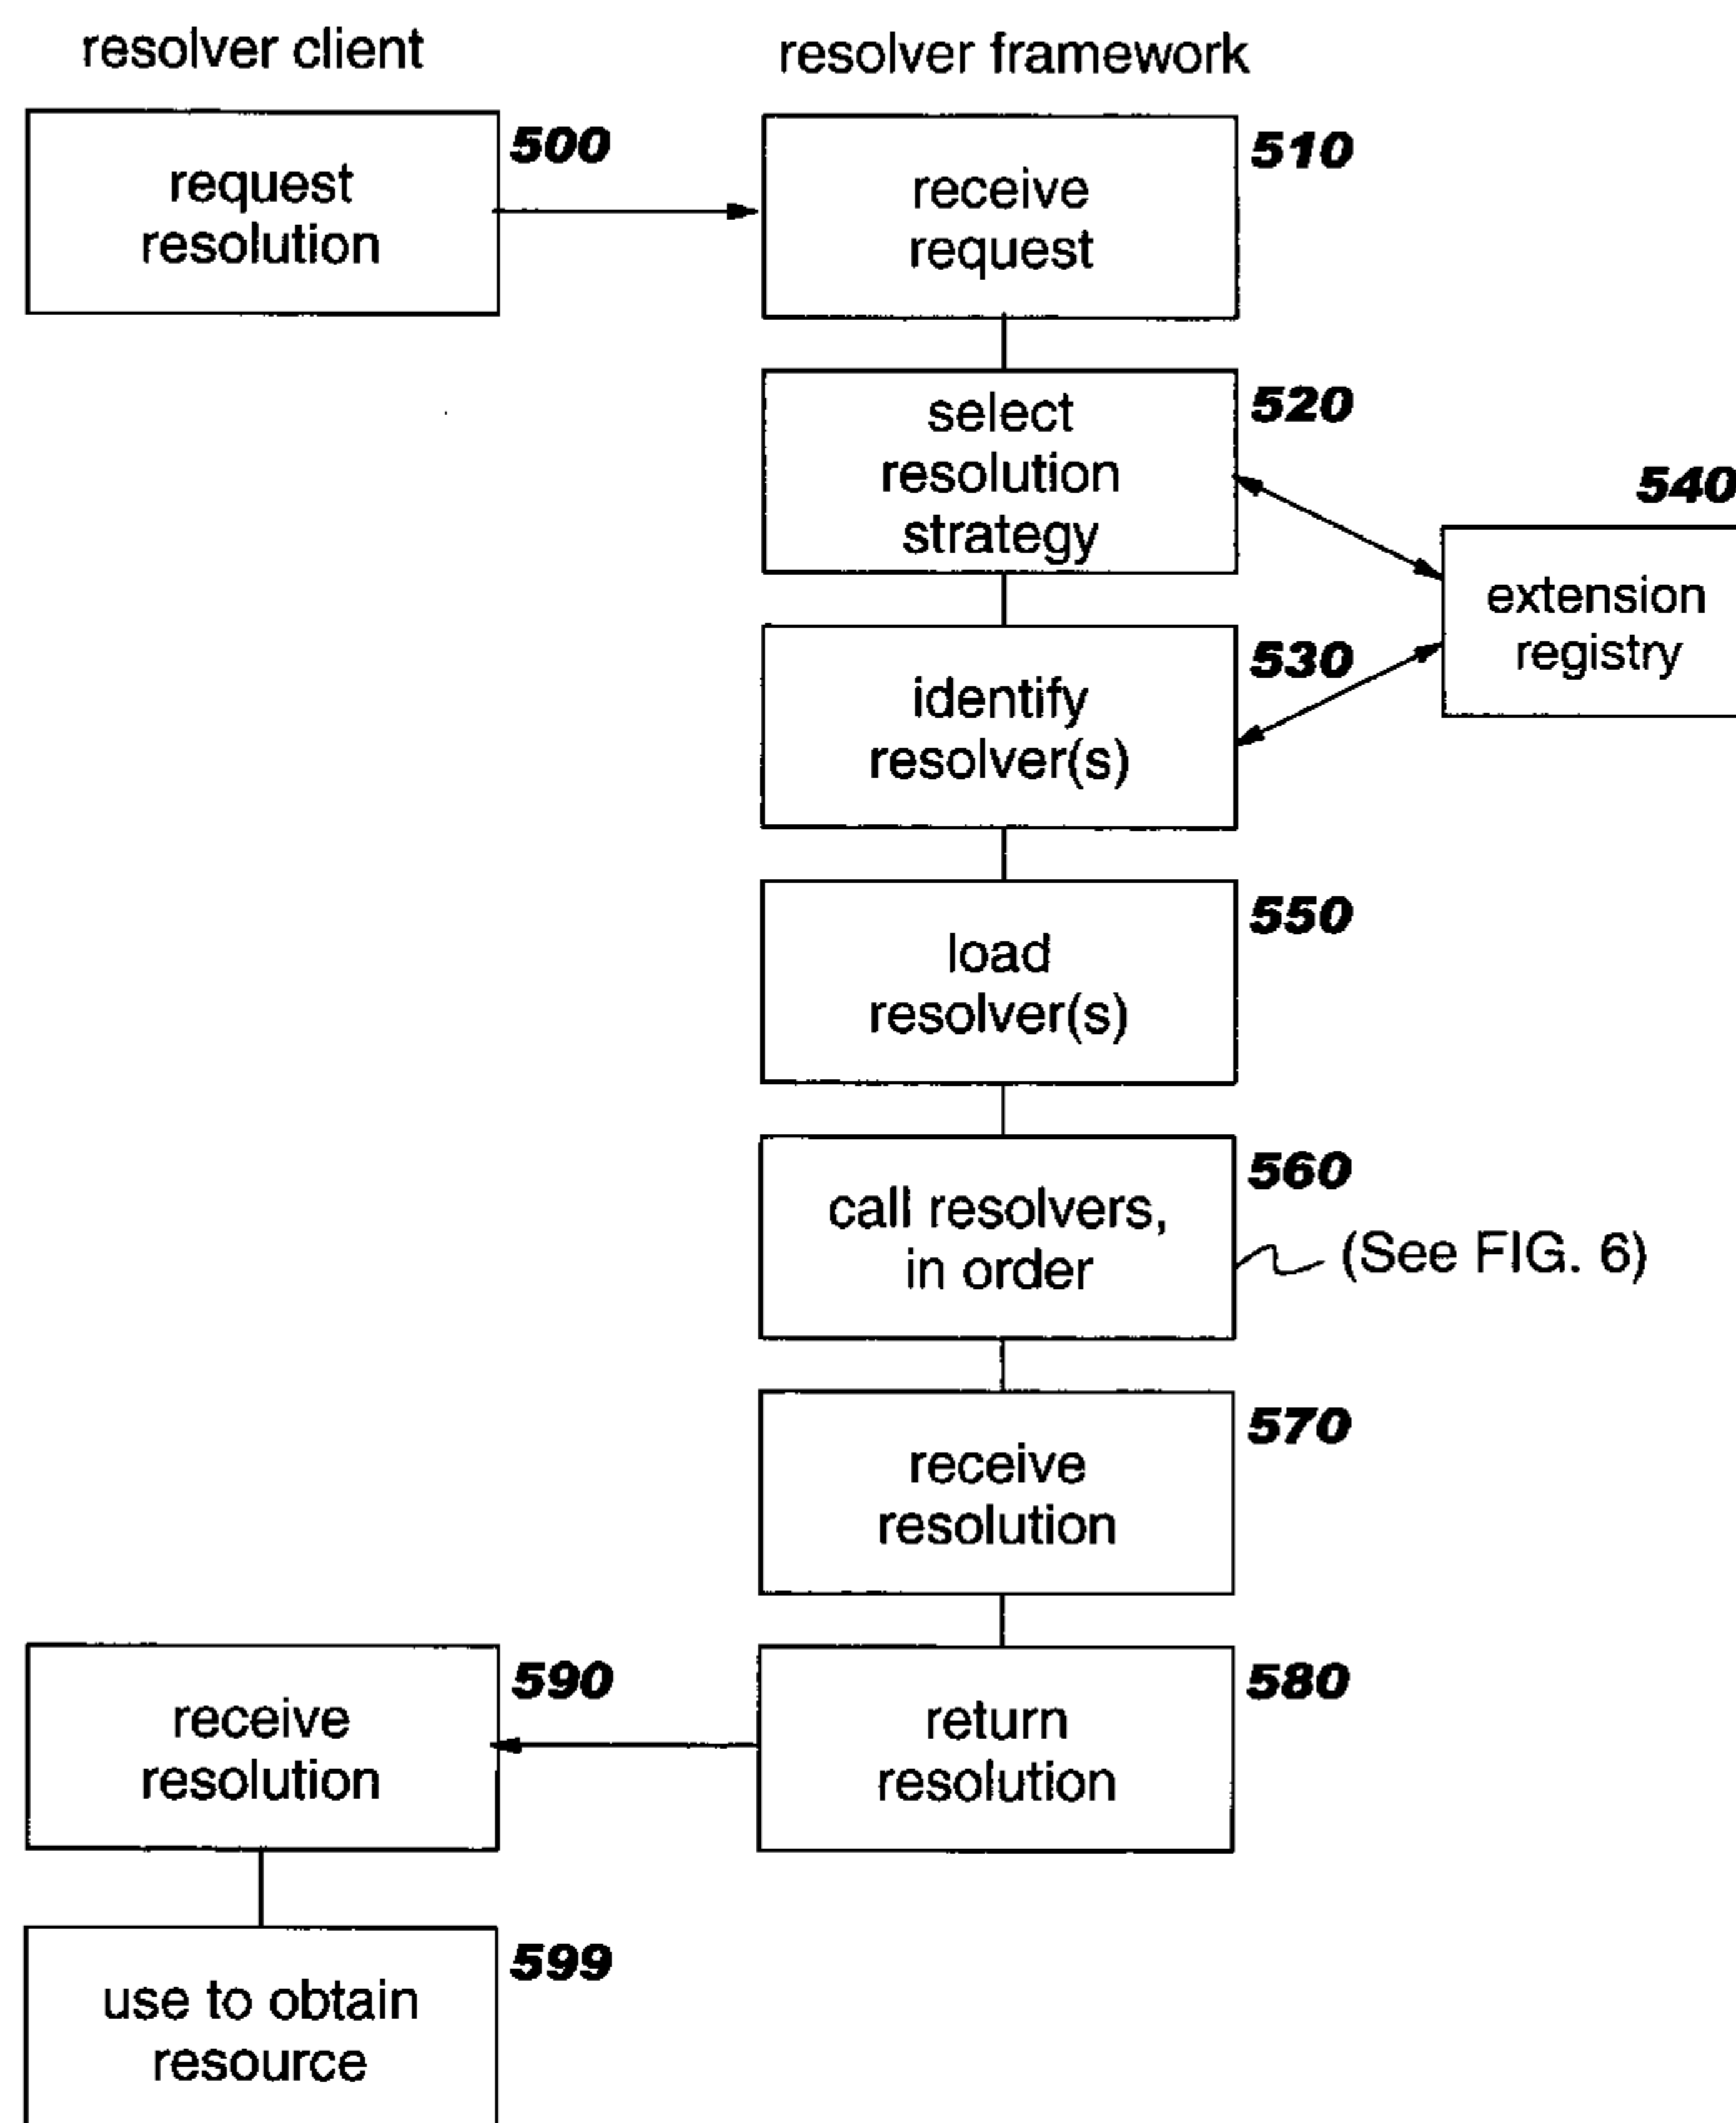 resolver client
resolver framework
500
request
resolution
510
receive
request
520
select
resolution
strategy
540
extension
registry
530
identify
resolver(s)
550
load
resolver(s)
560
call resolvers,
in order
(See FIG. 6)
570
receive
resolution
580
return
resolution
590
receive
resolution
599
use to obtain
resource